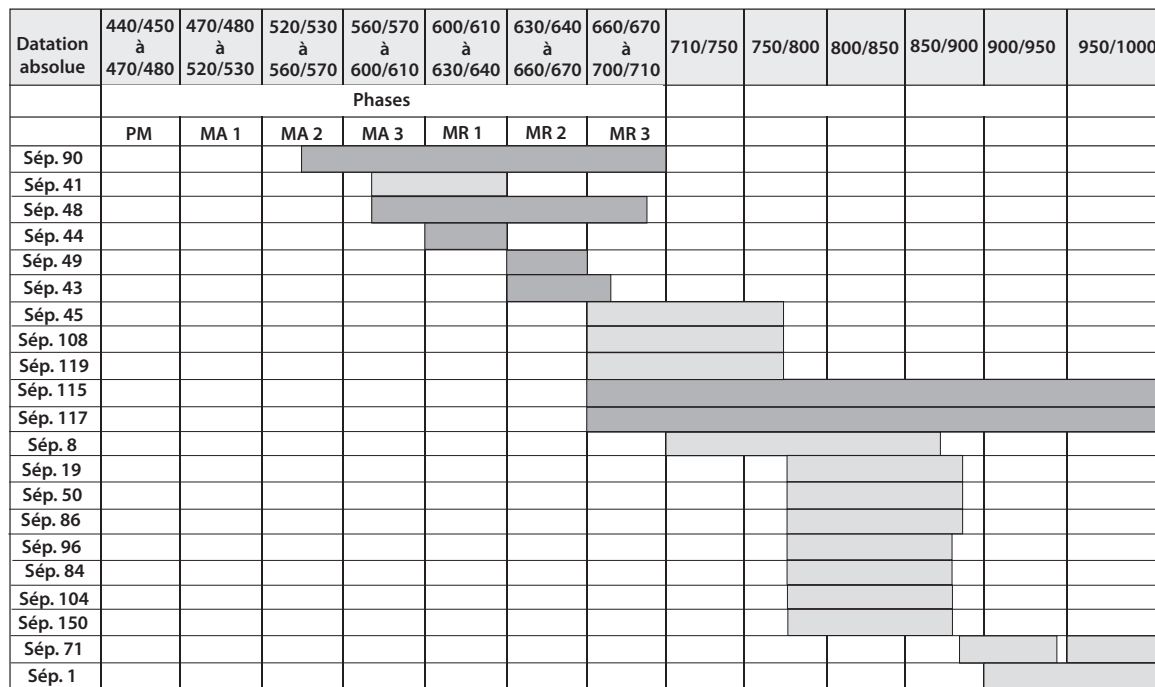 Datation absolue
440/450 à 470/480
470/480 à 520/530
520/530 à 560/570
560/570 à 600/610
600/610 à 630/640
630/640 à 660/670
660/670 à 700/710
710/750
750/800
800/850
850/900
900/950
950/1000
Phases
PM MA 1 MA 2 MA 3 MR 1 MR 2 MR 3
Sép. 90
Sép. 41
Sép. 48
Sép. 44
Sép. 49
Sép. 43
Sép. 45
Sép. 108
Sép. 119
Sép. 115
Sép. 117
Sép. 8
Sép. 19
Sép. 50
Sép. 86
Sép. 96
Sép. 84
Sép. 104
Sép. 150
Sép. 71
Sép. 1